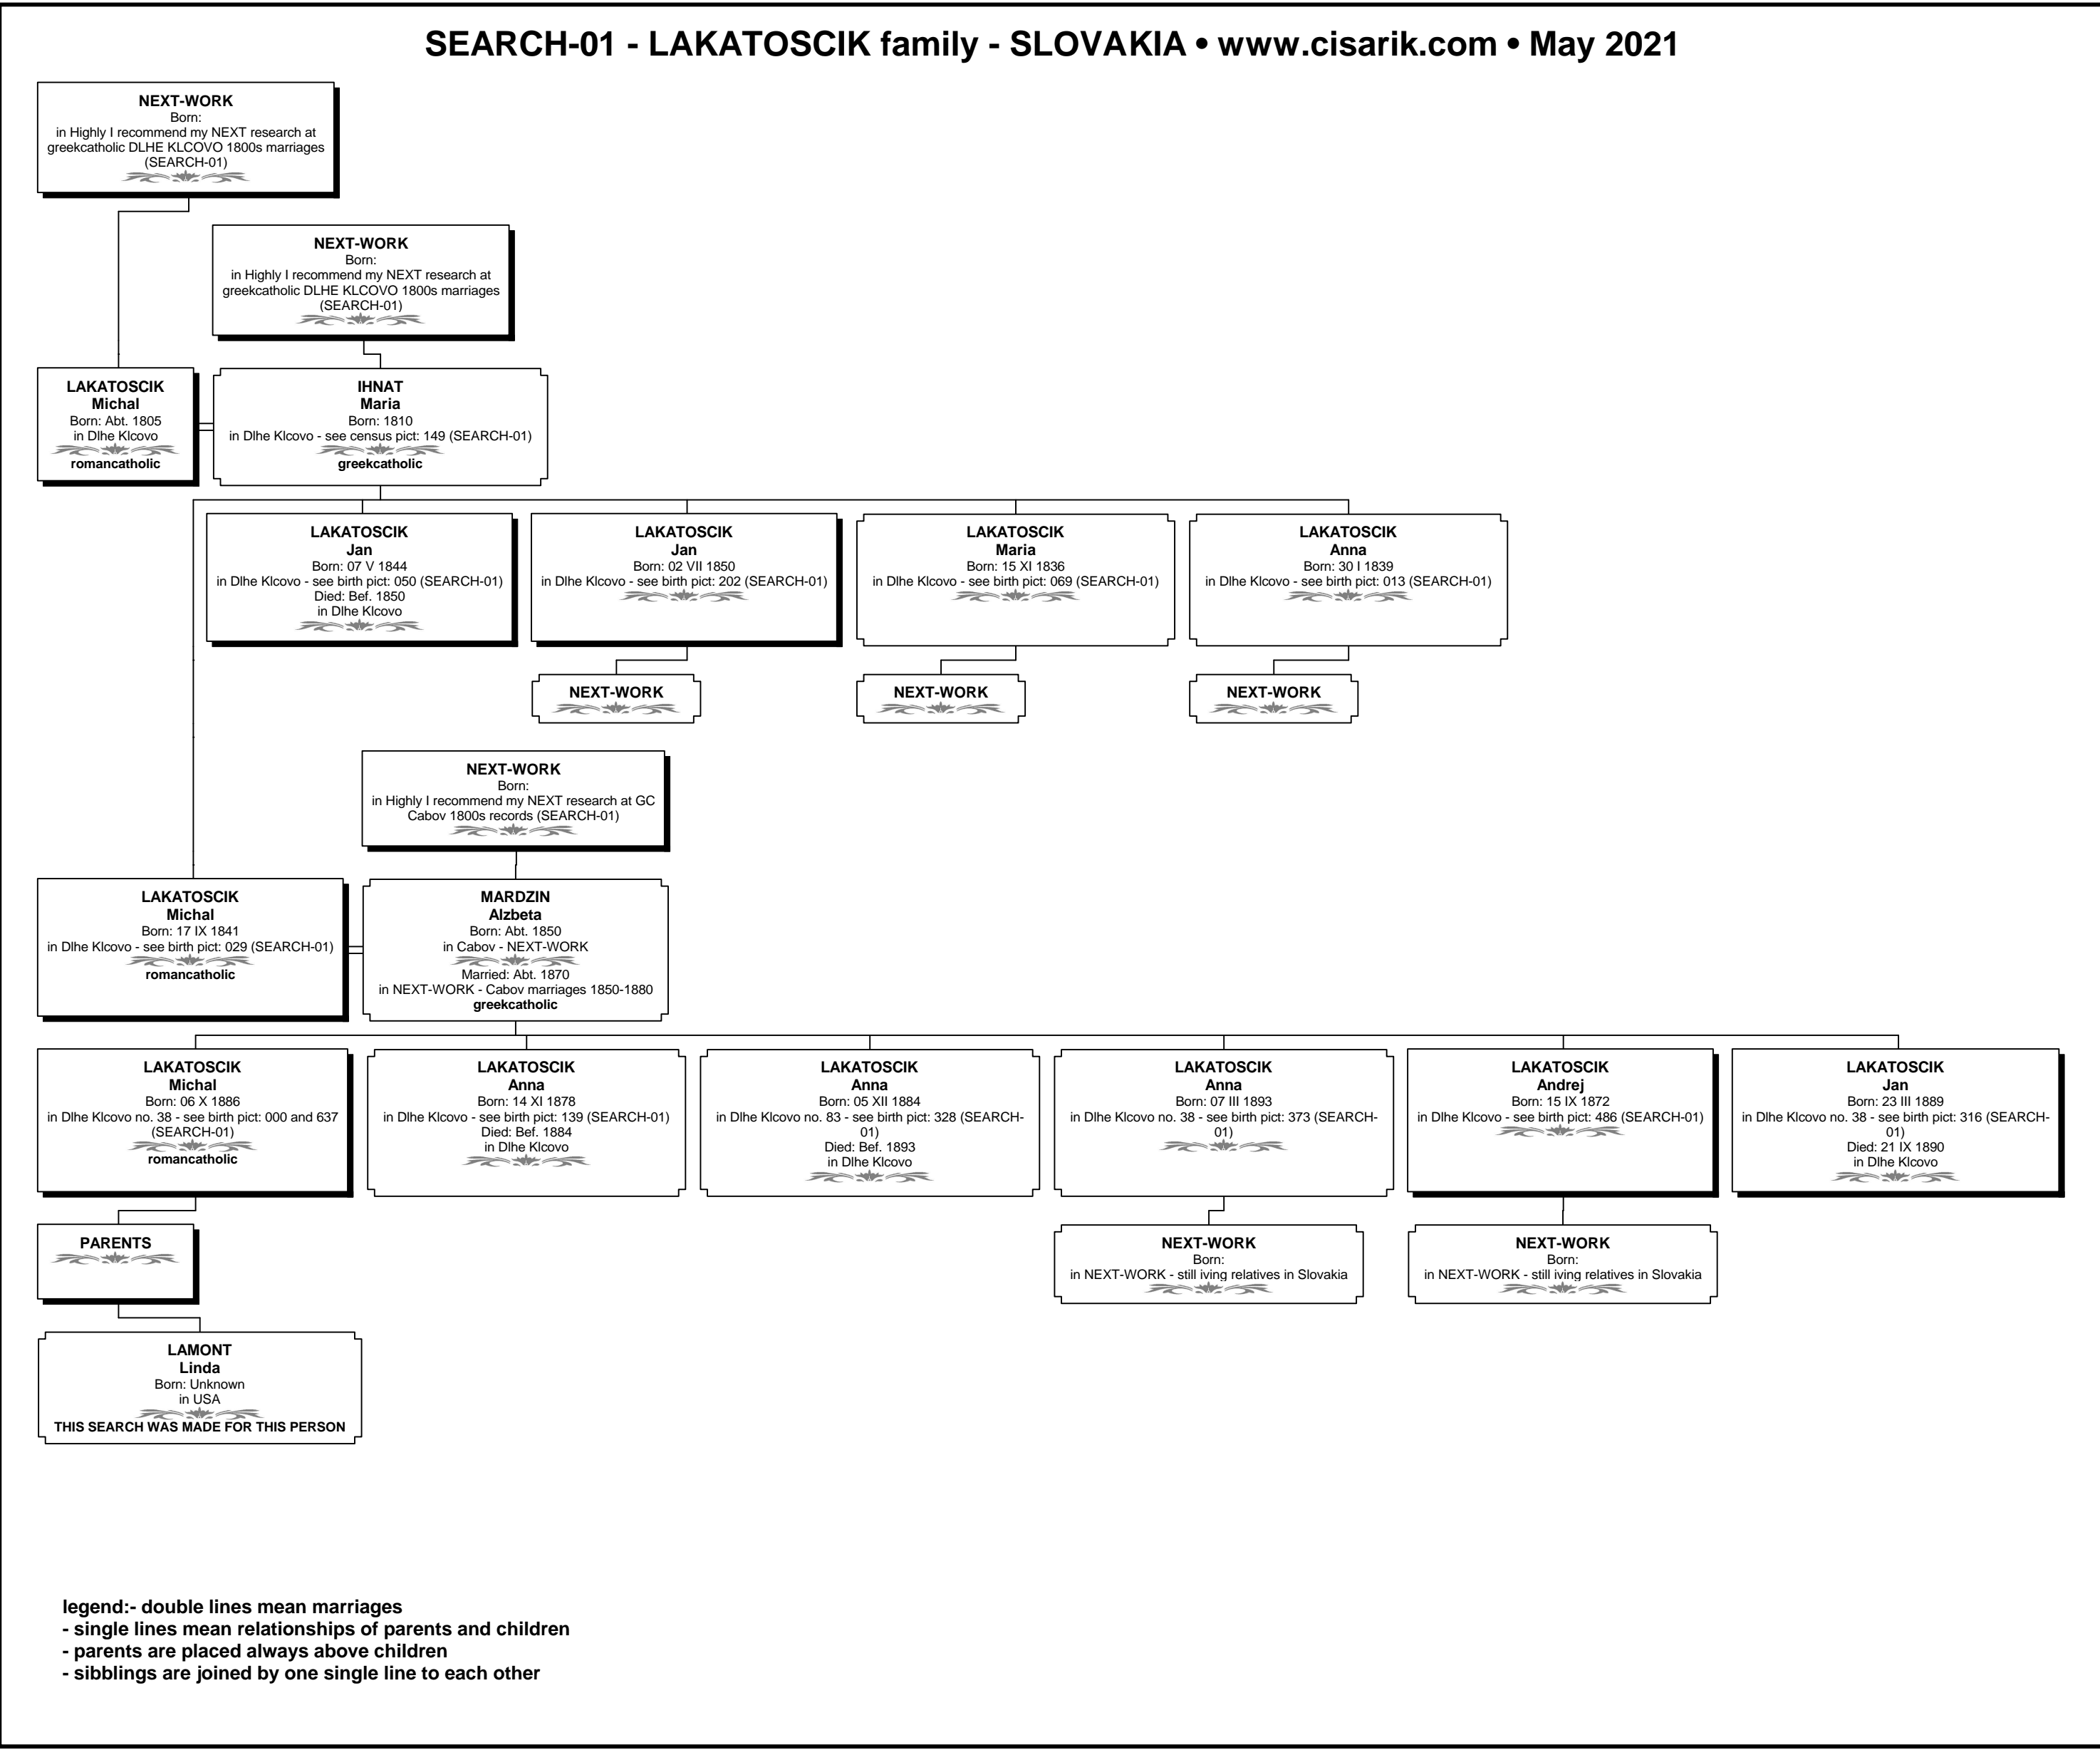 SEARCH-01 - LAKATOSCIK family - SLOVAKIA • www.cisarik.com • May 2021
NEXT-WORK
Born:
in Highly I recommend my NEXT research at
greekcatholic DLHE KLCOVO 1800s marriages
(SEARCH-01)
NEXT-WORK
Born:
in Highly I recommend my NEXT research at
greekcatholic DLHE KLCOVO 1800s marriages
(SEARCH-01)
LAKATOSCIK
Michal
Born: Abt. 1805
in Dlhe Klcovo
romancatholic
IHNAT
Maria
Born: 1810
in Dlhe Klcovo - see census pict: 149 (SEARCH-01)
greekcatholic
LAKATOSCIK
Jan
Born: 07 V 1844
in Dlhe Klcovo - see birth pict: 050 (SEARCH-01)
Died: Bef. 1850
in Dlhe Klcovo
LAKATOSCIK
Jan
Born: 02 VII 1850
in Dlhe Klcovo - see birth pict: 202 (SEARCH-01)
LAKATOSCIK
Maria
Born: 15 XI 1836
in Dlhe Klcovo - see birth pict: 069 (SEARCH-01)
LAKATOSCIK
Anna
Born: 30 I 1839
in Dlhe Klcovo - see birth pict: 013 (SEARCH-01)
NEXT-WORK
NEXT-WORK
NEXT-WORK
NEXT-WORK
Born:
in Highly I recommend my NEXT research at GC
Cabov 1800s records (SEARCH-01)
LAKATOSCIK
Michal
Born: 17 IX 1841
in Dlhe Klcovo - see birth pict: 029 (SEARCH-01)
romancatholic
MARDZIN
Alzbeta
Born: Abt. 1850
in Cabov - NEXT-WORK
Married: Abt. 1870
in NEXT-WORK - Cabov marriages 1850-1880
greekcatholic
LAKATOSCIK
Michal
Born: 06 X 1886
in Dlhe Klcovo no. 38 - see birth pict: 000 and 637
(SEARCH-01)
romancatholic
LAKATOSCIK
Anna
Born: 14 XI 1878
in Dlhe Klcovo - see birth pict: 139 (SEARCH-01)
Died: Bef. 1884
in Dlhe Klcovo
LAKATOSCIK
Anna
Born: 05 XII 1884
in Dlhe Klcovo no. 83 - see birth pict: 328 (SEARCH-
01)
Died: Bef. 1893
in Dlhe Klcovo
LAKATOSCIK
Anna
Born: 07 III 1893
in Dlhe Klcovo no. 38 - see birth pict: 373 (SEARCH-
01)
LAKATOSCIK
Andrej
Born: 15 IX 1872
in Dlhe Klcovo - see birth pict: 486 (SEARCH-01)
LAKATOSCIK
Jan
Born: 23 III 1889
in Dlhe Klcovo no. 38 - see birth pict: 316 (SEARCH-
01)
Died: 21 IX 1890
in Dlhe Klcovo
PARENTS
NEXT-WORK
Born:
in NEXT-WORK - still iving relatives in Slovakia
NEXT-WORK
Born:
in NEXT-WORK - still iving relatives in Slovakia
LAMONT
Linda
Born: Unknown
in USA
THIS SEARCH WAS MADE FOR THIS PERSON
legend:- double lines mean marriages
- single lines mean relationships of parents and children
- parents are placed always above children
- sibblings are joined by one single line to each other